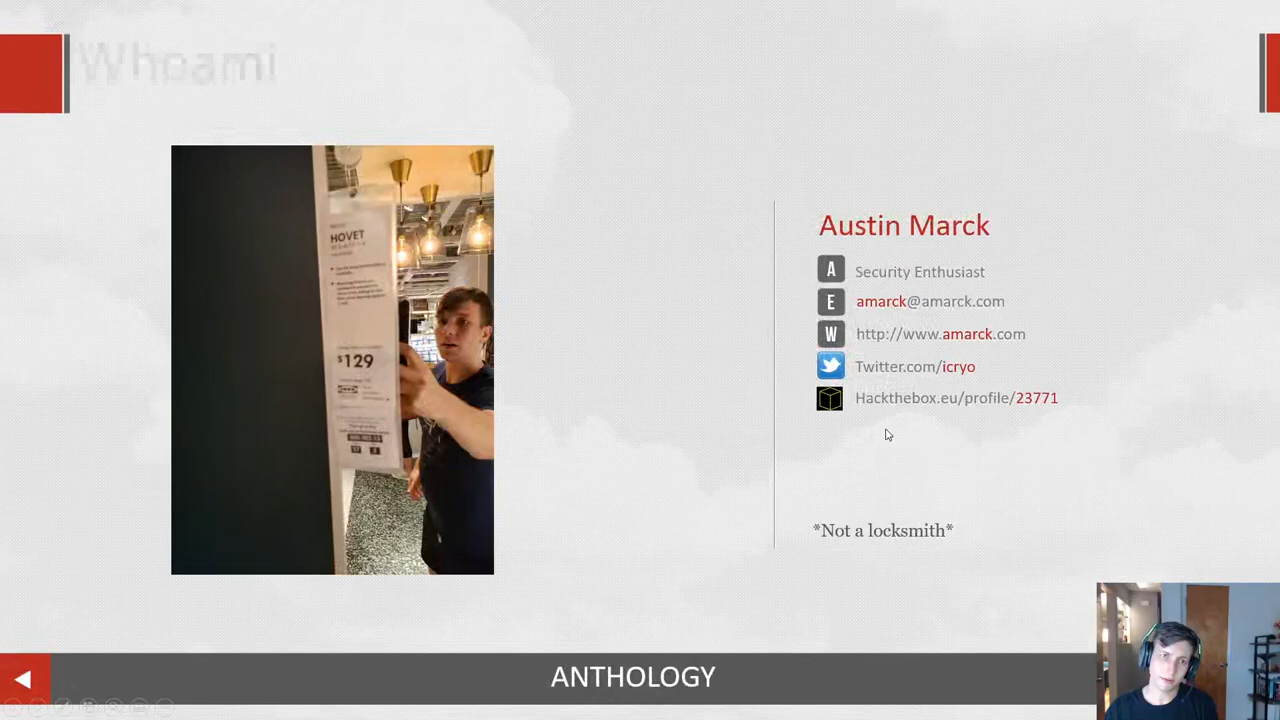 Whoami
HOVET
$129
Austin Marck
A Security Enthusiast
E amarck@amarck.com
W http://www.amarck.com
Twitter.com/icryo
Hackthebox.eu/profile/23771
*Not a locksmith*
ANTHOLOGY